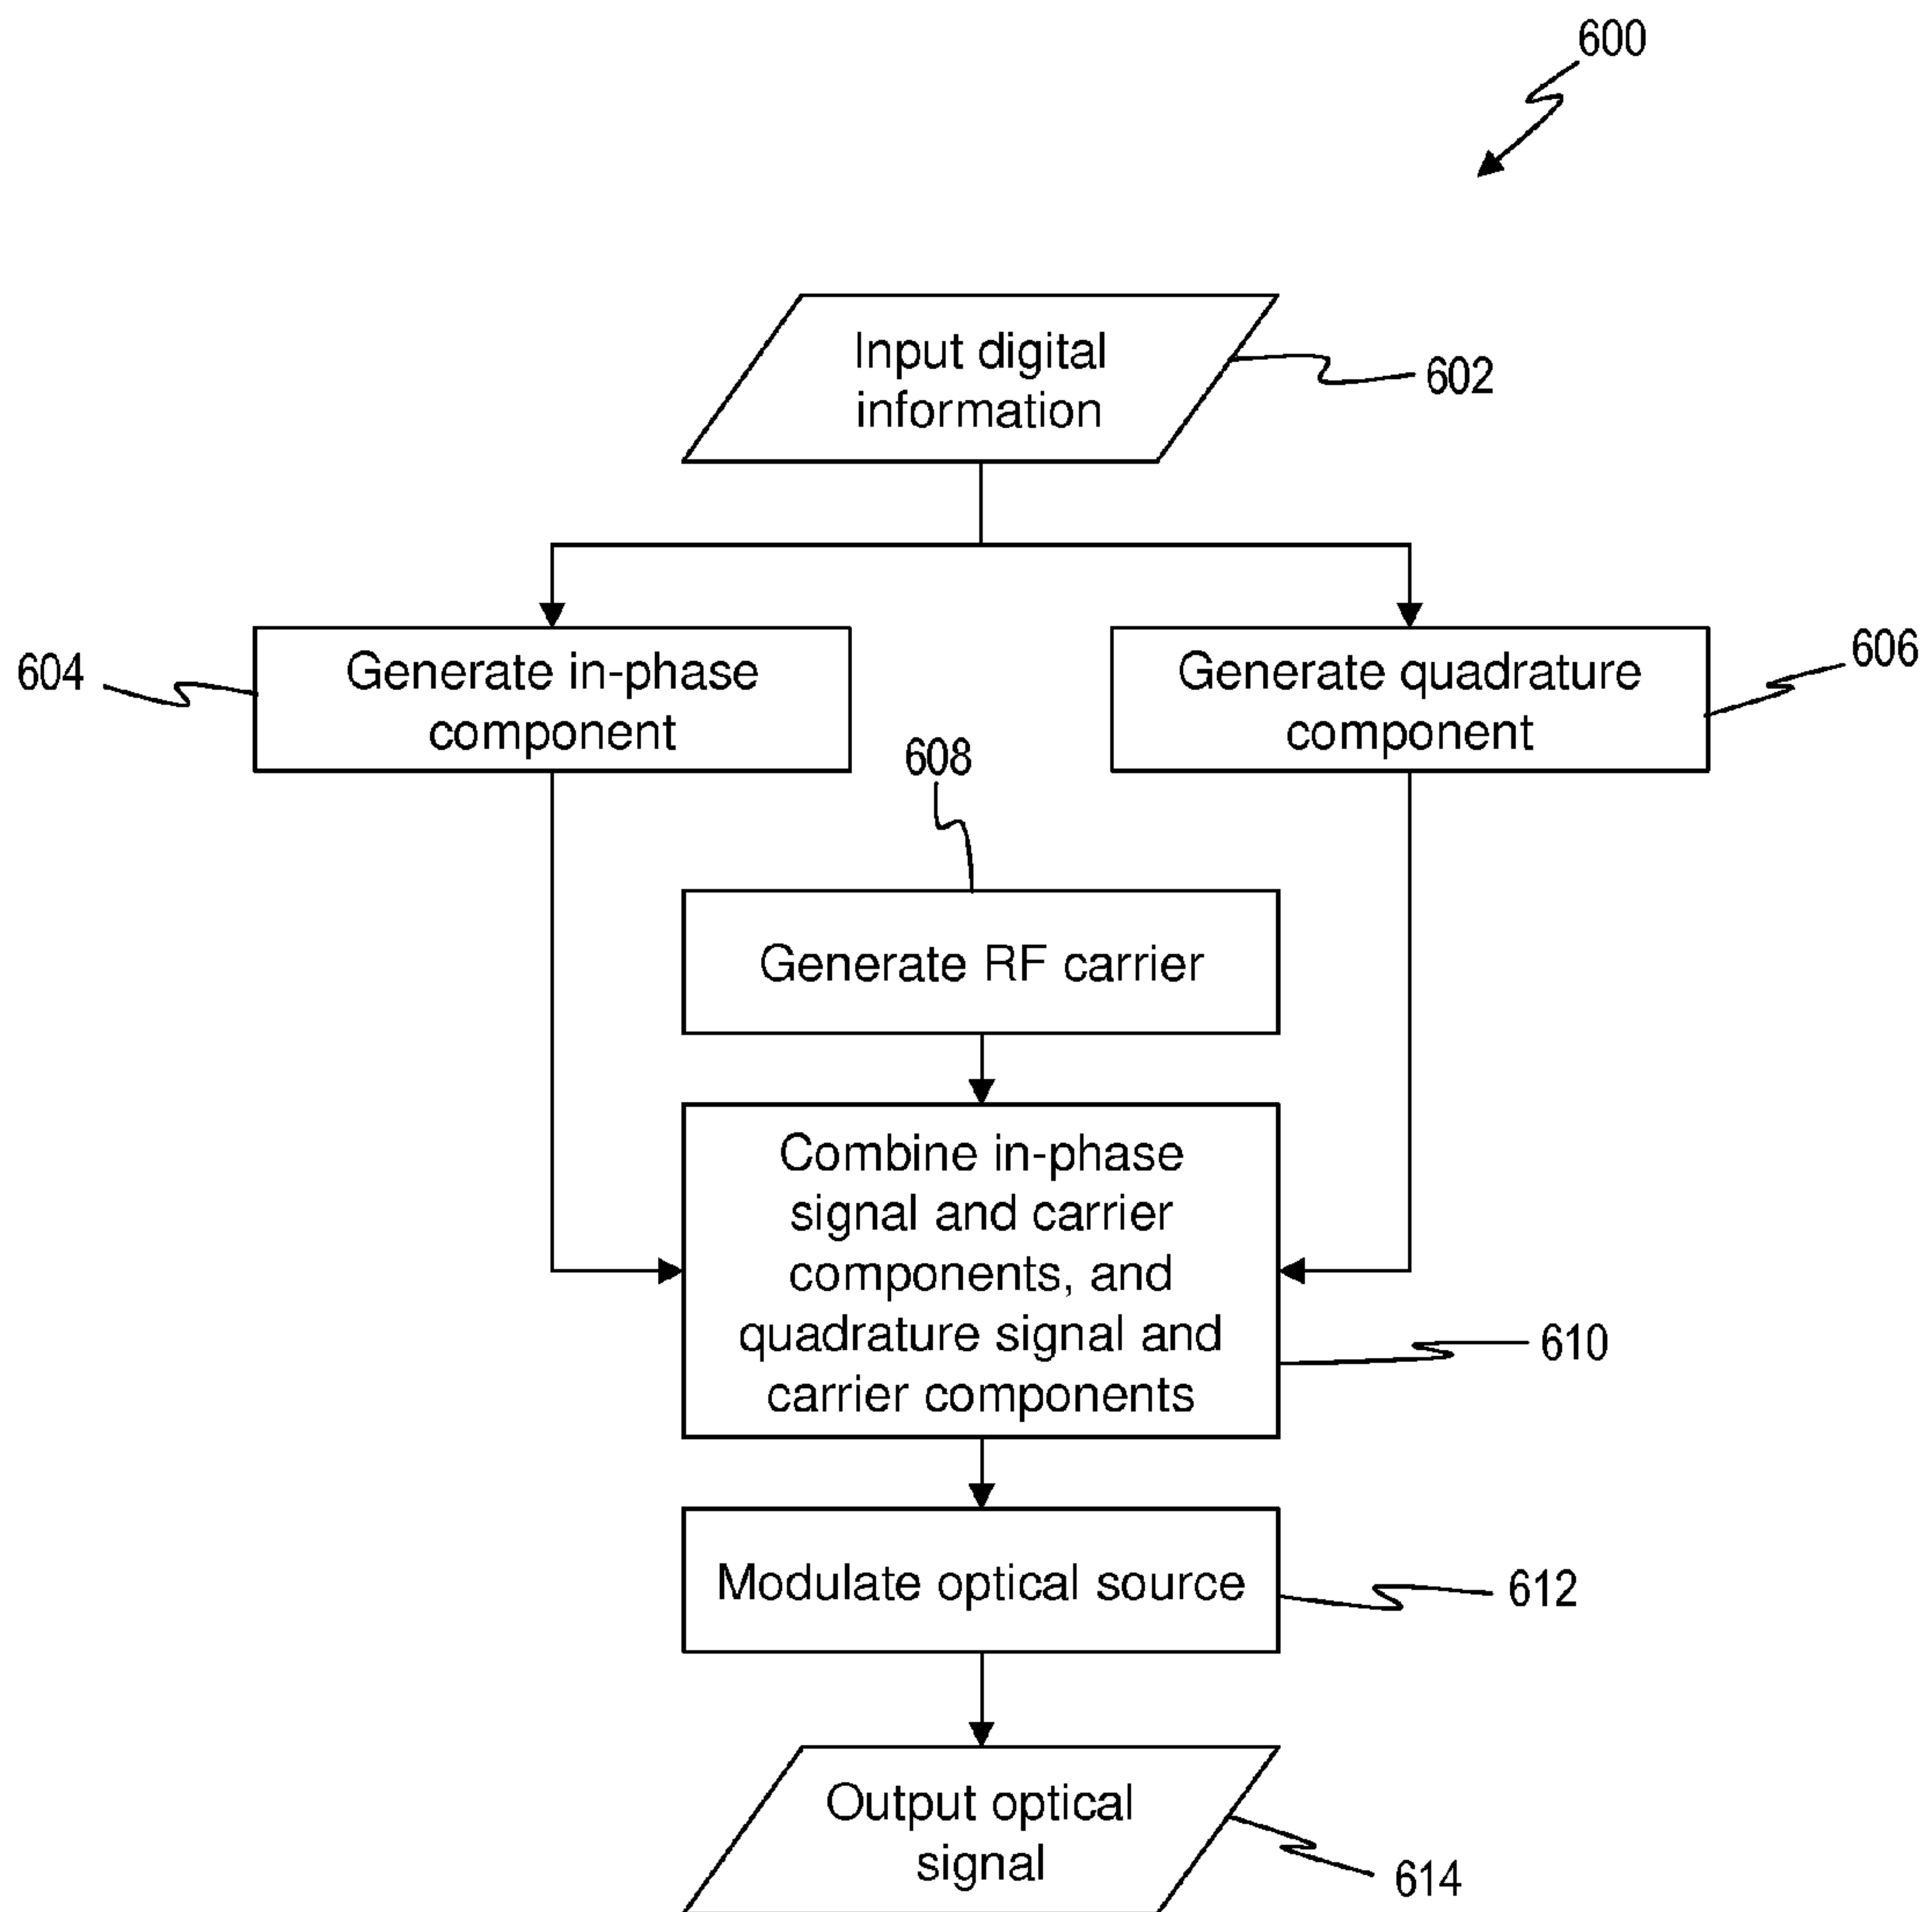 600
Input digital
information
602
604
Generate in-phase
component
Generate quadrature
component
606
608
Generate RF carrier
Combine in-phase
signal and carrier
components, and
quadrature signal and
carrier components
610
Modulate optical source
612
Output optical
signal
614